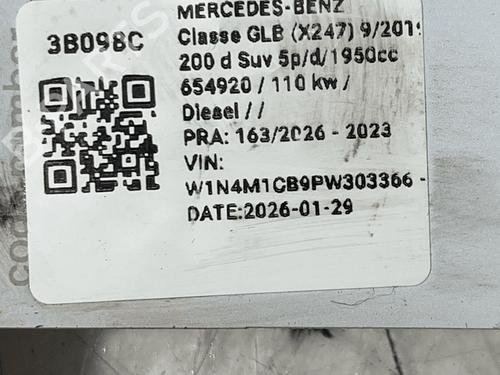 3B098C
MERCEDES-BENZ
Classe GLB (X247) 9/2019
200 d Suv 5p/d/1950cc
654920 / 110 kw /
Diesel / /
PRA: 163/2026 - 2023
VIN:
W1N4M1CB9PW303366 -
DATE:2026-01-29